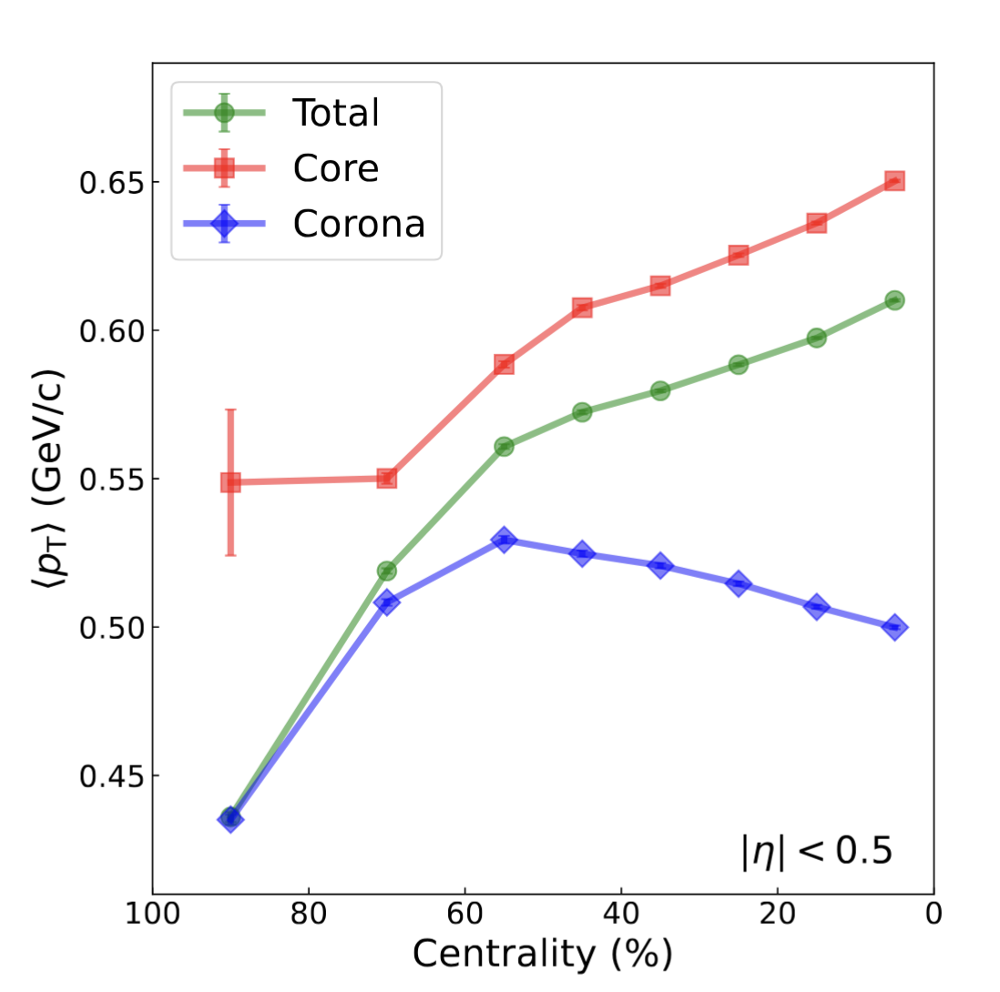 Total
Core
Corona
0.65
0.60
0.55
0.50
0.45
⟨p_T⟩ (GeV/c)
|η| < 0.5
100 80 60 40 20 0
Centrality (%)